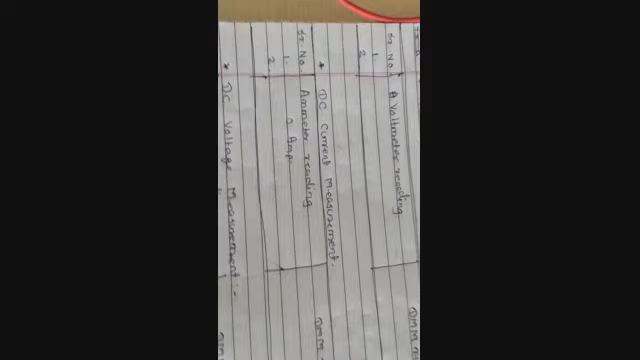 Sr. No. A Voltmeter reading
1
2
* DC Current Measurement.
Sr. No. Ammeter reading
1. 2 Amp
2.
* DC Voltage Measurement :-